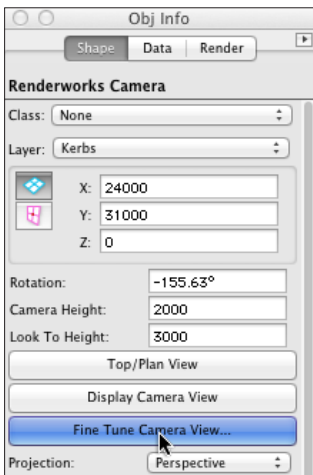 Obj Info
Shape Data Render
Renderworks Camera
Class: None
Layer: Kerbs
X: 24000
Y: 31000
Z: 0
Rotation: -155.63°
Camera Height: 2000
Look To Height: 3000
Top/Plan View
Display Camera View
Fine Tune Camera View...
Projection: Perspective